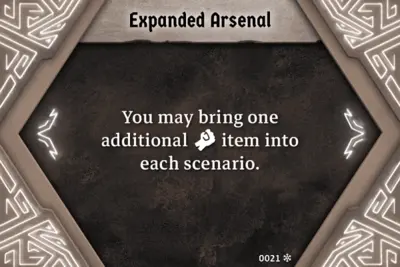 Expanded Arsenal
You may bring one
additional item into
each scenario.
0021